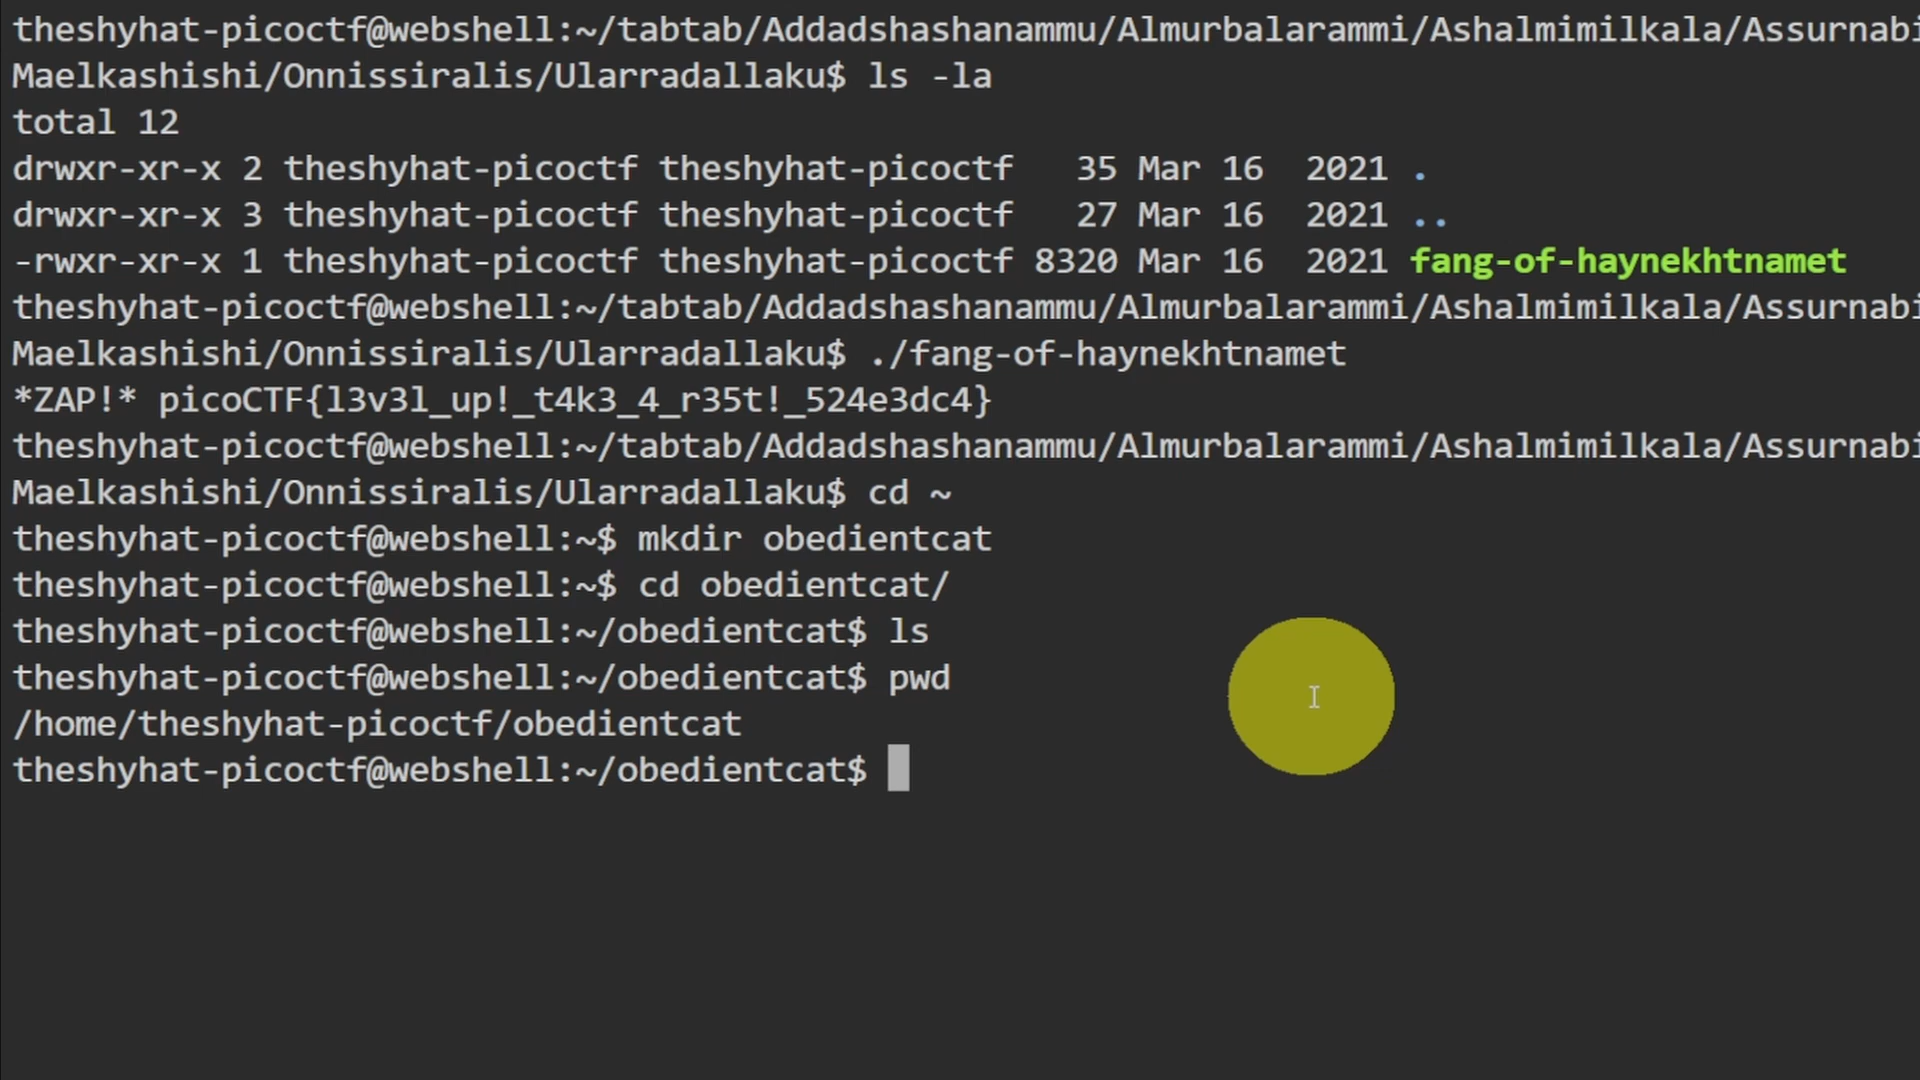 theshyhat-picoctf@webshell:~/tabtab/Addadshashanammu/Almurbalarammi/Ashalmimilkala/Assurnabi
Maelkashishi/Onnissiralis/Ularradallaku$ ls -la
total 12
drwxr-xr-x 2 theshyhat-picoctf theshyhat-picoctf   35 Mar 16  2021 .
drwxr-xr-x 3 theshyhat-picoctf theshyhat-picoctf   27 Mar 16  2021 ..
-rwxr-xr-x 1 theshyhat-picoctf theshyhat-picoctf 8320 Mar 16  2021 fang-of-haynekhtnamet
theshyhat-picoctf@webshell:~/tabtab/Addadshashanammu/Almurbalarammi/Ashalmimilkala/Assurnabi
Maelkashishi/Onnissiralis/Ularradallaku$ ./fang-of-haynekhtnamet
*ZAP!* picoCTF{l3v3l_up!_t4k3_4_r35t!_524e3dc4}
theshyhat-picoctf@webshell:~/tabtab/Addadshashanammu/Almurbalarammi/Ashalmimilkala/Assurnabi
Maelkashishi/Onnissiralis/Ularradallaku$ cd ~
theshyhat-picoctf@webshell:~$ mkdir obedientcat
theshyhat-picoctf@webshell:~$ cd obedientcat/
theshyhat-picoctf@webshell:~/obedientcat$ ls
theshyhat-picoctf@webshell:~/obedientcat$ pwd
/home/theshyhat-picoctf/obedientcat
theshyhat-picoctf@webshell:~/obedientcat$